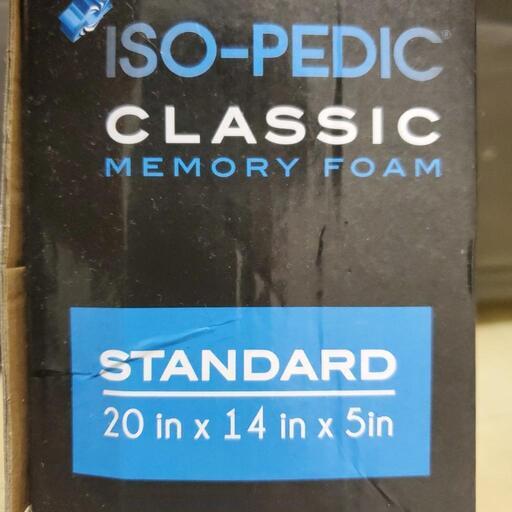 ISO-PEDIC®
CLASSIC
MEMORY FOAM
STANDARD
20 in x 14 in x 5in